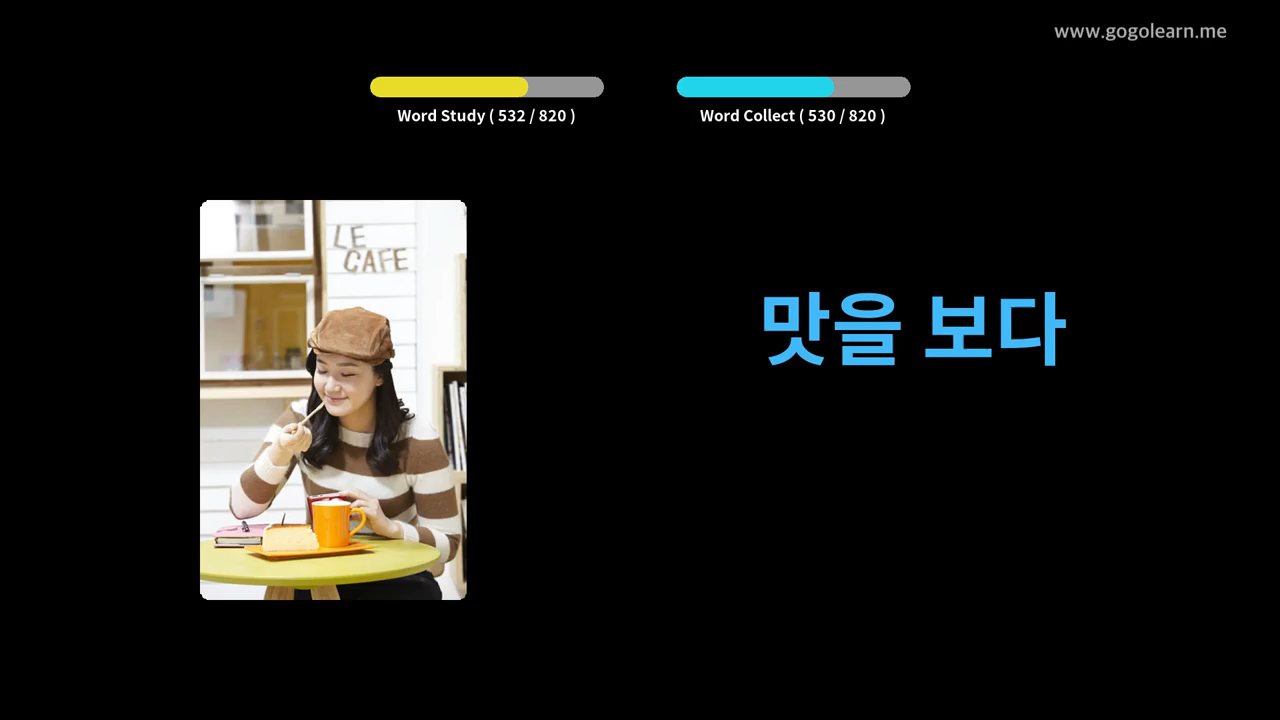 www.gogolearn.me
Word Study ( 532 / 820 )
Word Collect ( 530 / 820 )
LE
CAFE
맛을 보다